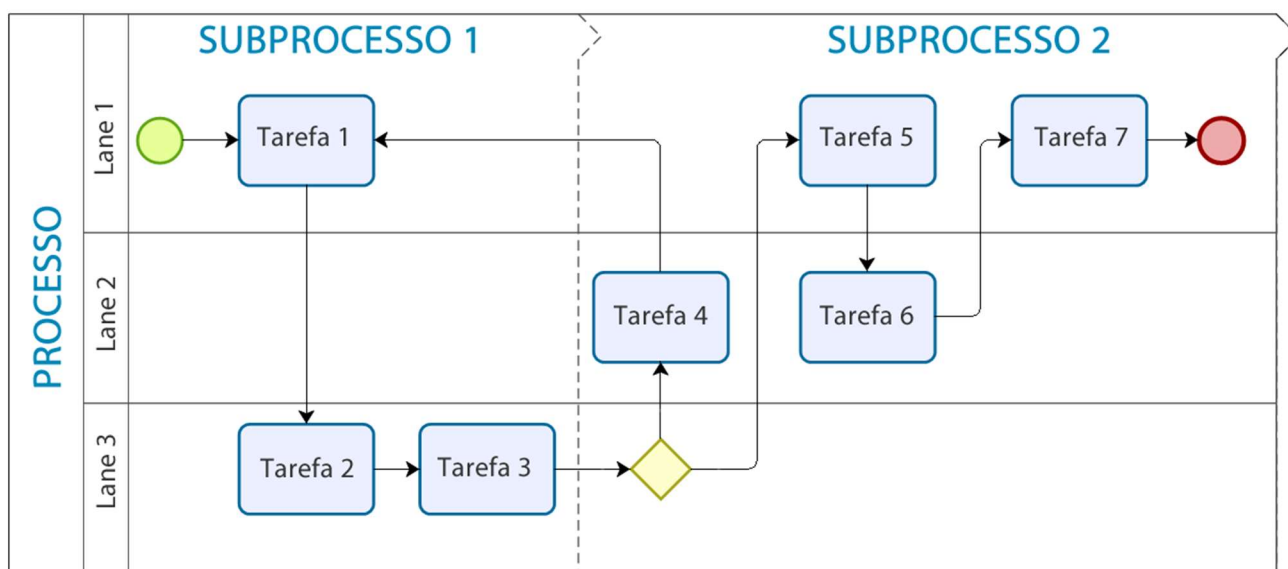 PROCESSO
SUBPROCESSO 1
SUBPROCESSO 2
Lane 1
Tarefa 1
Tarefa 5
Tarefa 7
Lane 2
Tarefa 4
Tarefa 6
Lane 3
Tarefa 2
Tarefa 3